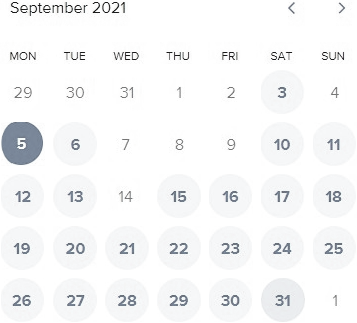 September 2021
MON TUE WED THU FRI SAT SUN
29 30 31 1 2 3 4
5 6 7 8 9 10 11
12 13 14 15 16 17 18
19 20 21 22 23 24 25
26 27 28 29 30 31 1